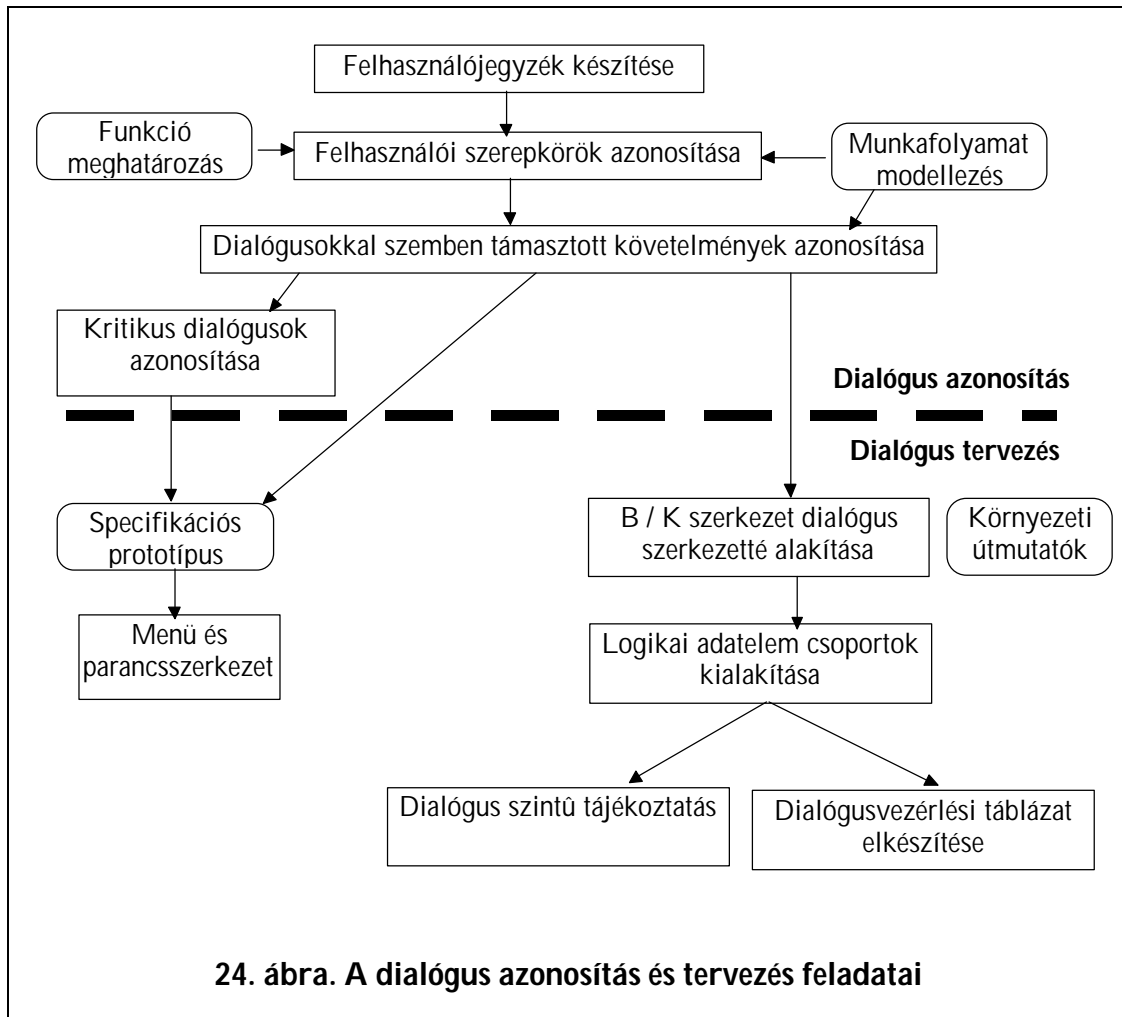 Felhasználójegyzék készítése
Funkció
meghatározás
Felhasználói szerepkörök azonosítása
Munkafolyamat
modellezés
Dialógusokkal szemben támasztott követelmények azonosítása
Kritikus dialógusok
azonosítása
Dialógus azonosítás
Dialógus tervezés
Specifikációs
prototípus
B / K szerkezet dialógus
szerkezetté alakítása
Környezeti
útmutatók
Menü és
parancsszerkezet
Logikai adatelem csoportok
kialakítása
Dialógus szintû tájékoztatás
Dialógusvezérlési táblázat
elkészítése
24. ábra. A dialógus azonosítás és tervezés feladatai